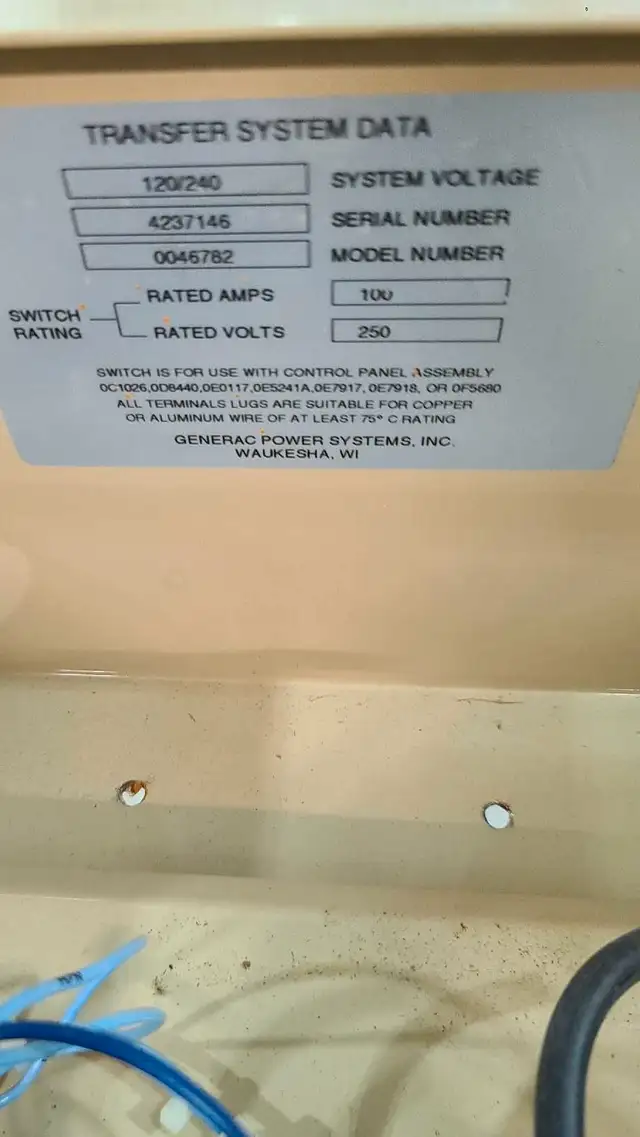 TRANSFER SYSTEM DATA
120/240 SYSTEM VOLTAGE
4237146 SERIAL NUMBER
0046782 MODEL NUMBER
SWITCH RATING
RATED AMPS 100
RATED VOLTS 250
SWITCH IS FOR USE WITH CONTROL PANEL ASSEMBLY
0C1026,0D8440,0E0117,0E5241A,0E7917, 0E7918, OR 0F5680
ALL TERMINALS LUGS ARE SUITABLE FOR COPPER
OR ALUMINUM WIRE OF AT LEAST 75° C RATING
GENERAC POWER SYSTEMS, INC.
WAUKESHA, WI